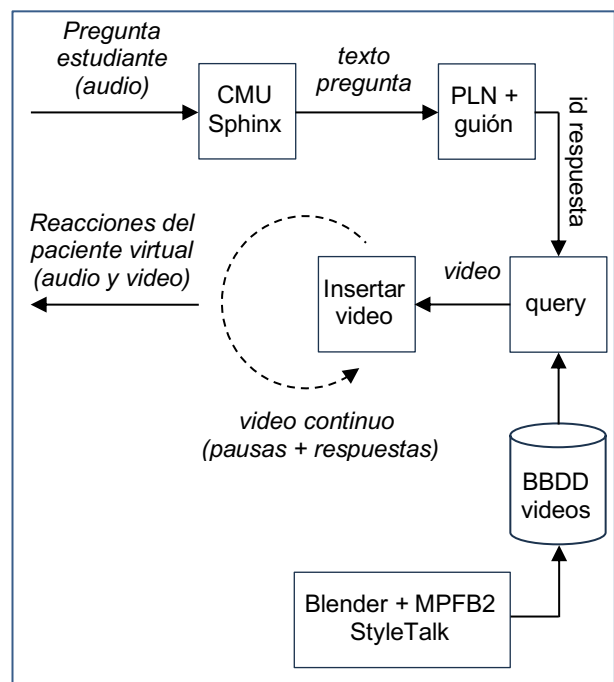 Pregunta
estudiante
(audio)
CMU
Sphinx
texto
pregunta
PLN +
guión
id respuesta
Reacciones del
paciente virtual
(audio y video)
Insertar
video
video
query
video continuo
(pausas + respuestas)
BBDD
videos
Blender + MPFB2
StyleTalk